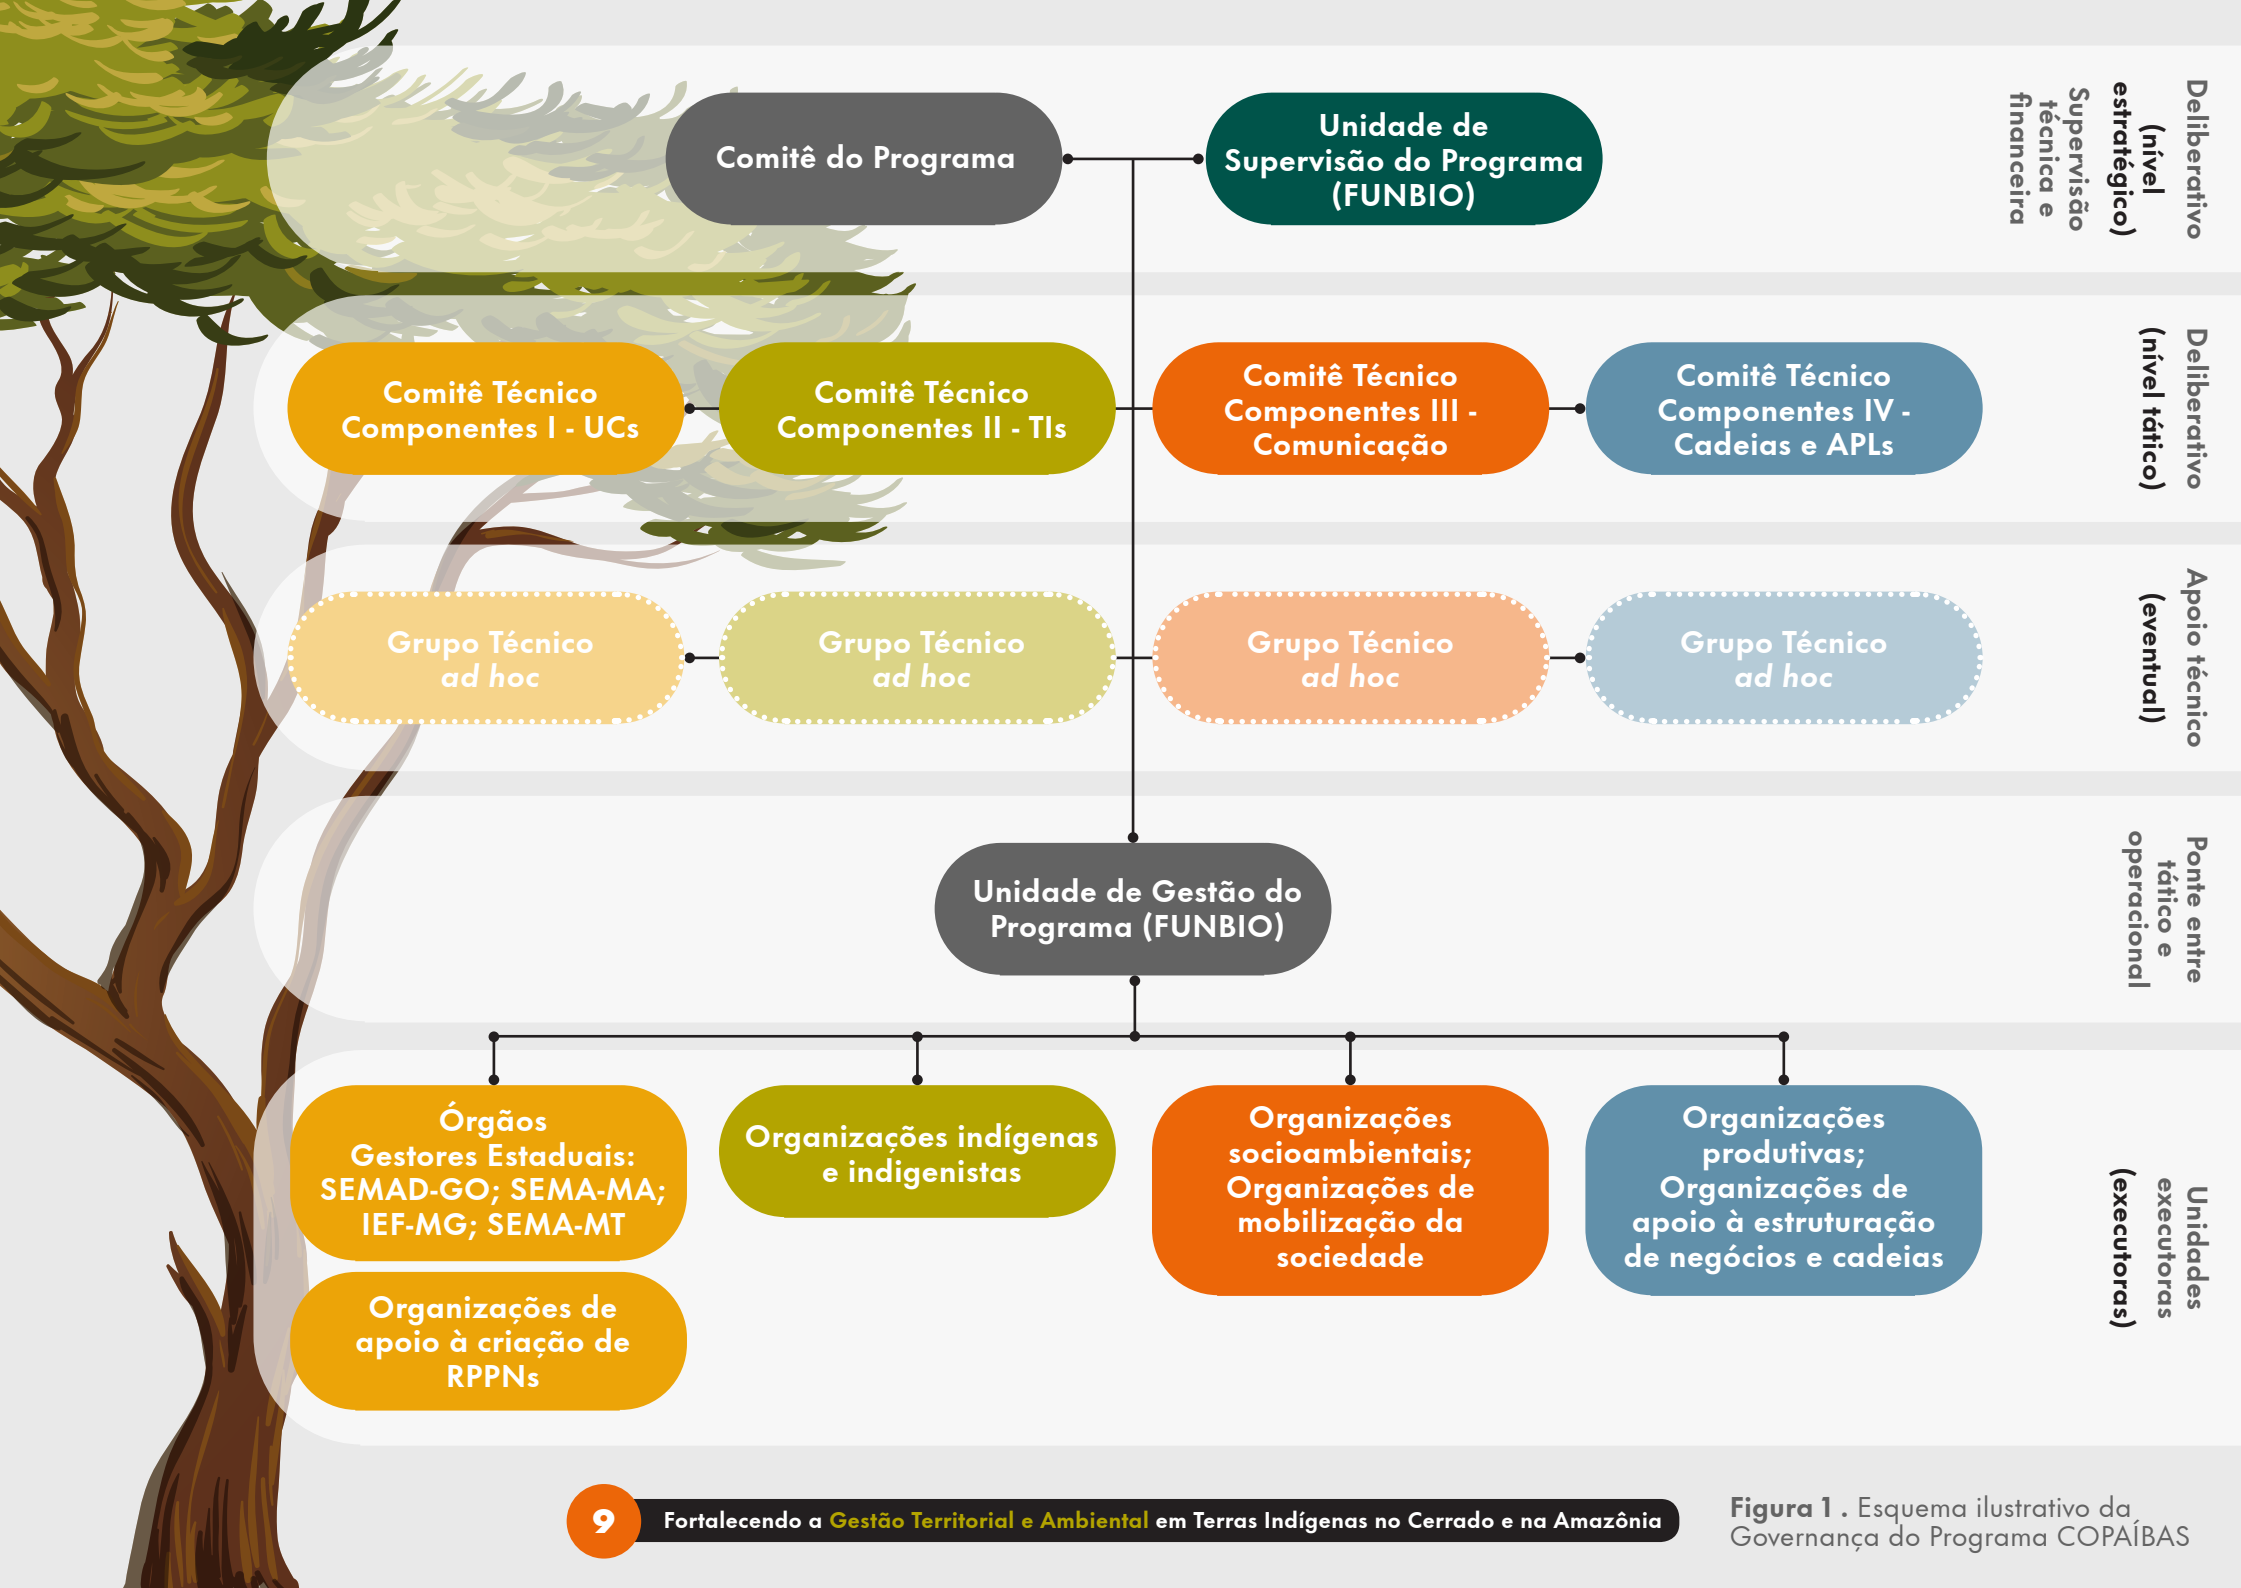 Comitê do Programa
Unidade de
Supervisão do Programa
(FUNBIO)
Deliberativo
(nível
estratégico)
Supervisão
técnica e
financeira
Comitê Técnico
Componentes I - UCs
Comitê Técnico
Componentes II - TIs
Comitê Técnico
Componentes III -
Comunicação
Comitê Técnico
Componentes IV -
Cadeias e APLs
Deliberativo
(nível tático)
Grupo Técnico
ad hoc
Grupo Técnico
ad hoc
Grupo Técnico
ad hoc
Grupo Técnico
ad hoc
Apoio técnico
(eventual)
Unidade de Gestão do
Programa (FUNBIO)
Ponte entre
tático e
operacional
Órgãos
Gestores Estaduais:
SEMAD-GO; SEMA-MA;
IEF-MG; SEMA-MT
Organizações de
apoio à criação de
RPPNs
Organizações indígenas
e indigenistas
Organizações
socioambientais;
Organizações de
mobilização da
sociedade
Organizações
produtivas;
Organizações de
apoio à estruturação
de negócios e cadeias
Unidades
executoras
(executoras)
9
Fortalecendo a Gestão Territorial e Ambiental em Terras Indígenas no Cerrado e na Amazônia
Figura 1 . Esquema ilustrativo da
Governança do Programa COPAÍBAS